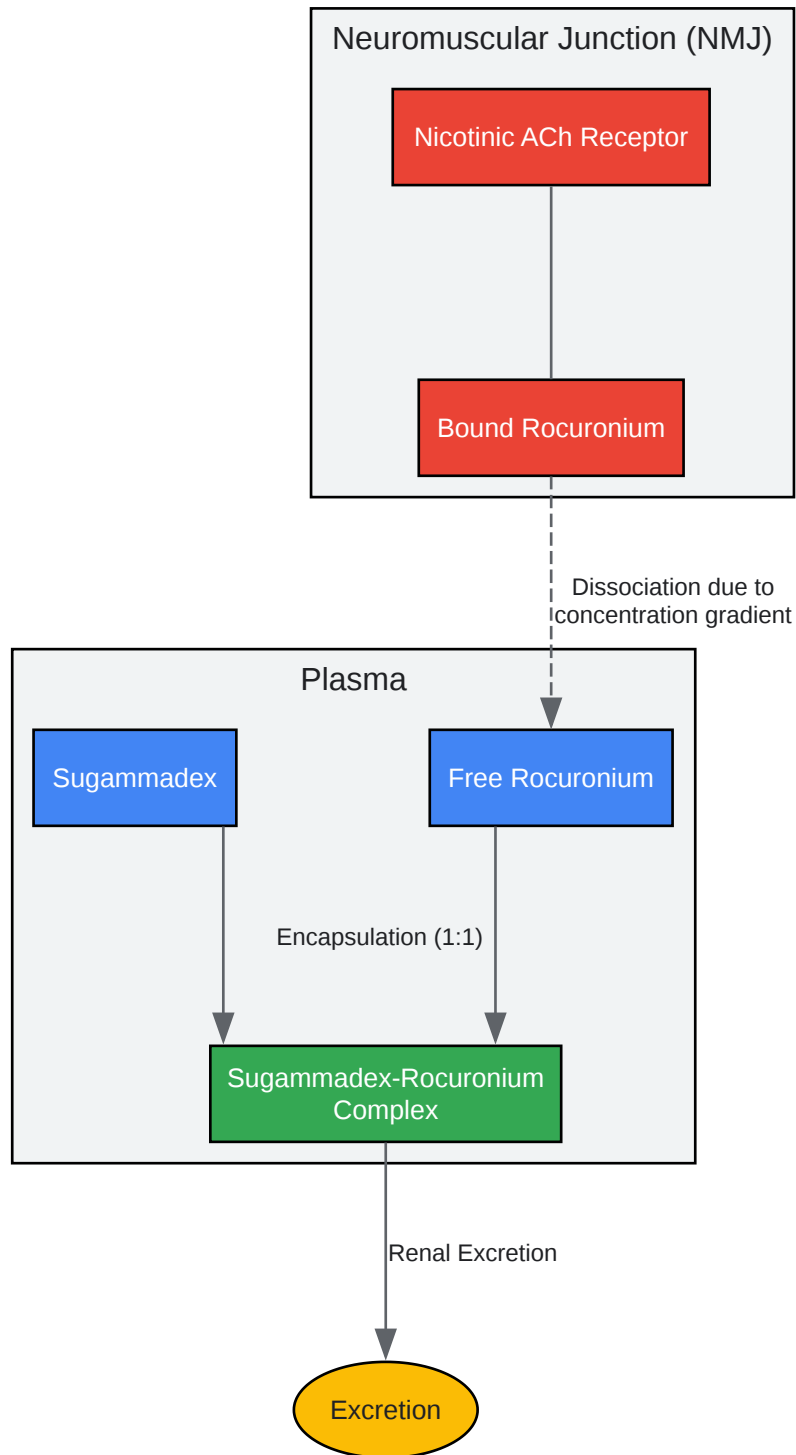 Neuromuscular Junction (NMJ)
Nicotinic ACh Receptor
Bound Rocuronium
Dissociation due to
concentration gradient
Plasma
Sugammadex
Free Rocuronium
Encapsulation (1:1)
Sugammadex-Rocuronium
Complex
Renal Excretion
Excretion